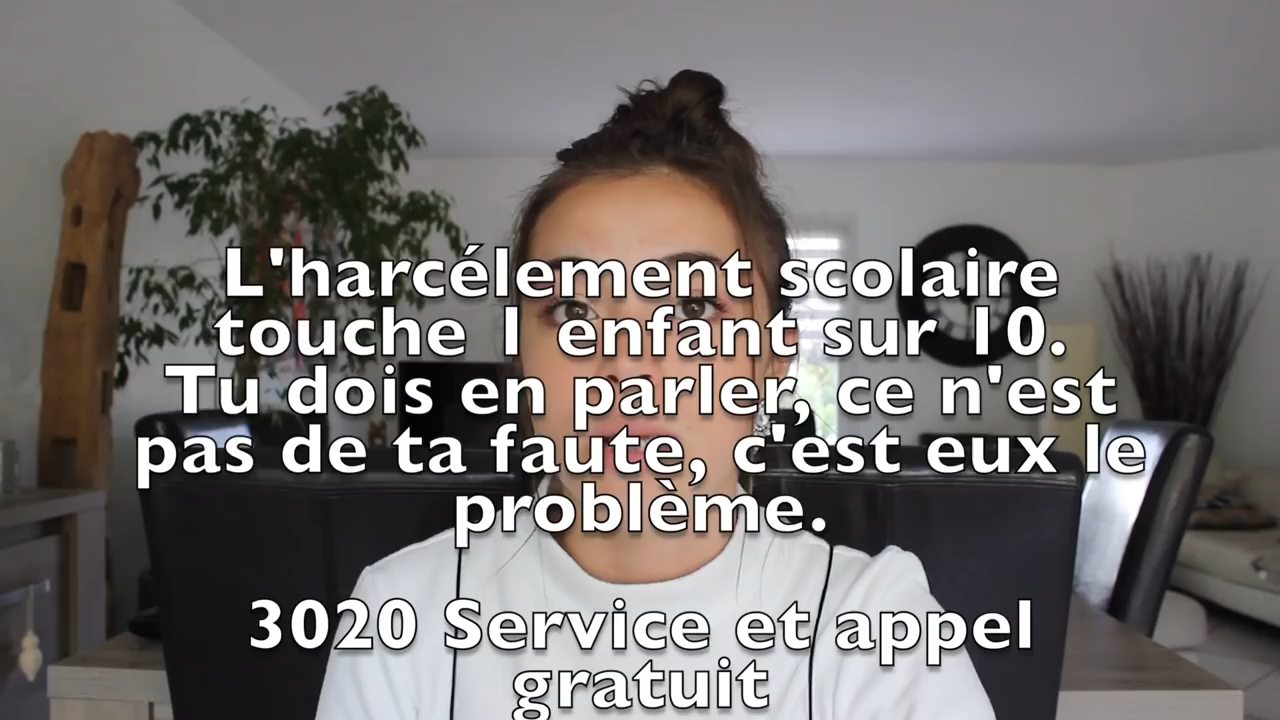 L'harcélement scolaire
touche 1 enfant sur 10.
Tu dois en parler, ce n'est
pas de ta faute, c'est eux le
problème.
3020 Service et appel
gratuit